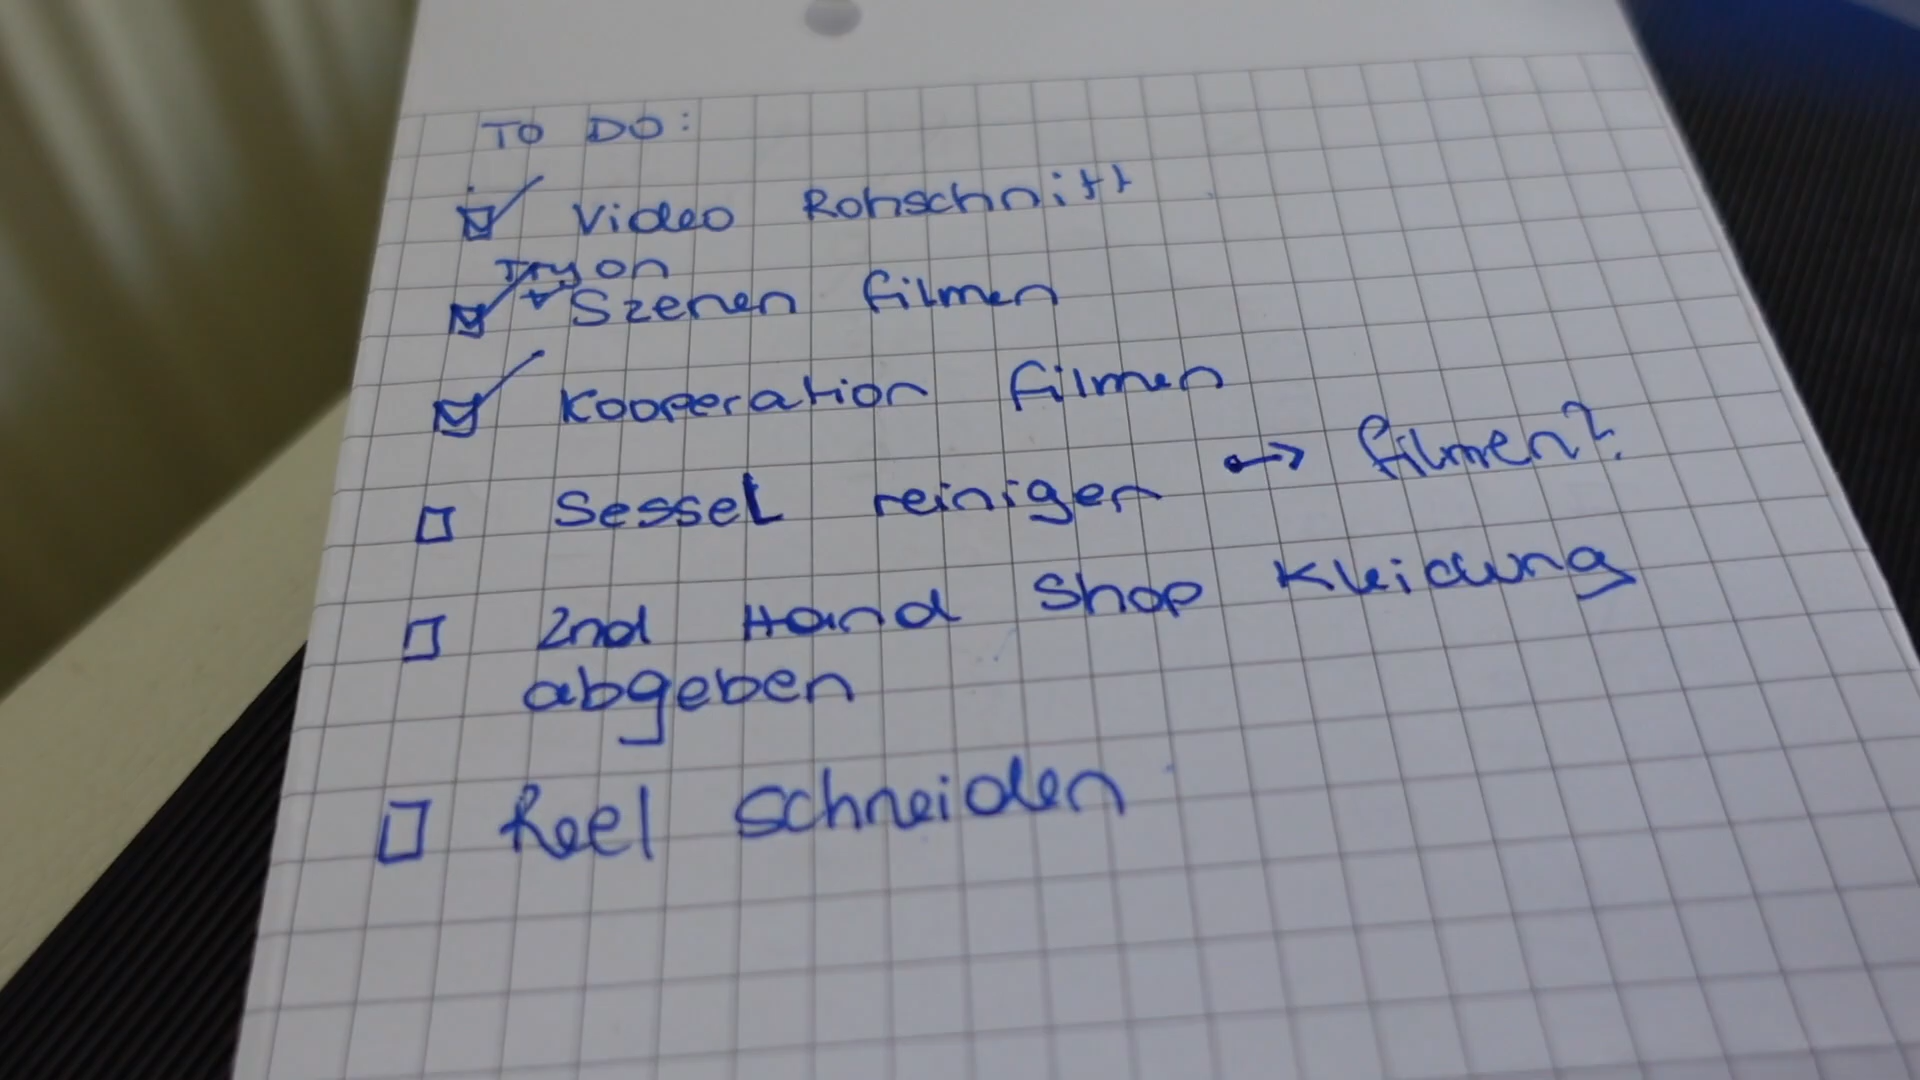 TO DO:
Video Rohschnitt
Try on
Szenen filmen
Kooperation filmen
Sessel reinigen → filmen?
2nd Hand Shop Kleidung
abgeben
Reel schneiden